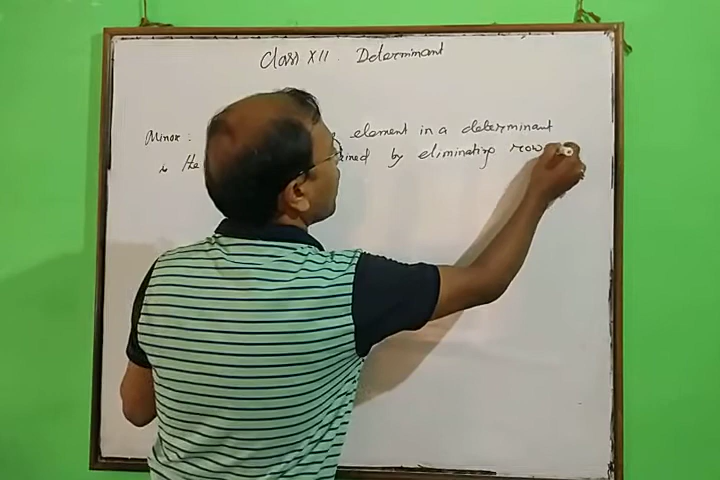 Class XII Determinant
Minor: element in a determinant
is the ined by eliminating row